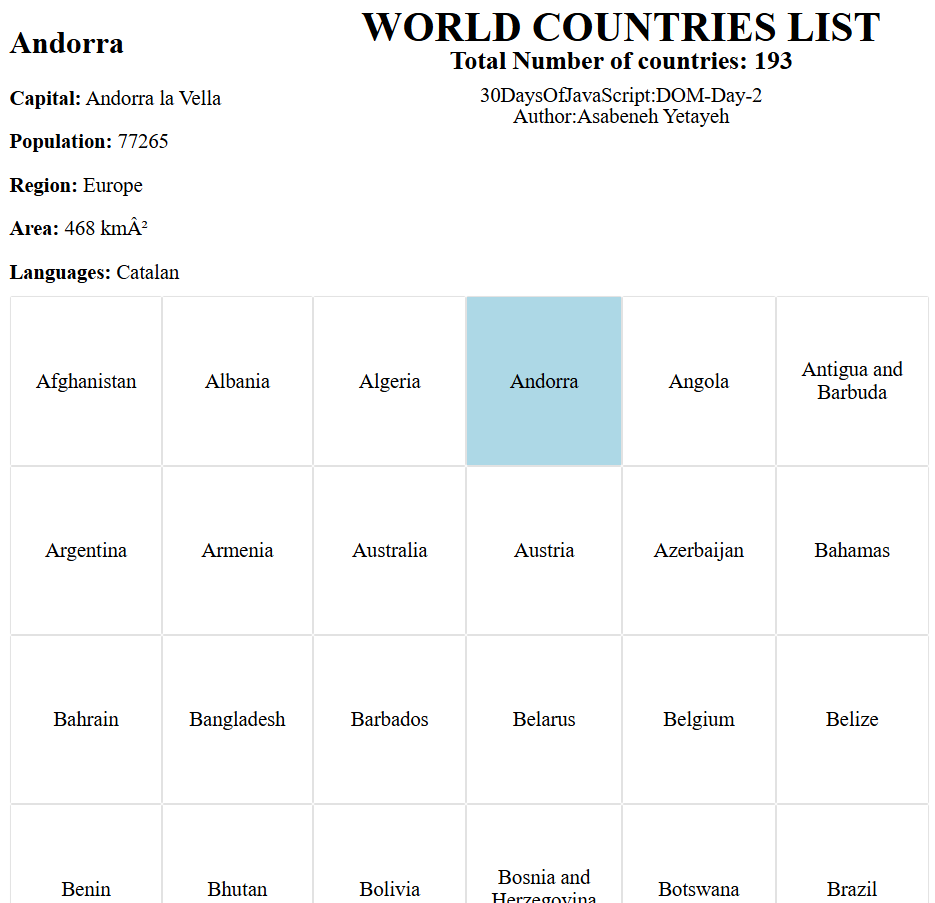 Andorra
Capital: Andorra la Vella
Population: 77265
Region: Europe
Area: 468 kmÂ²
Languages: Catalan
WORLD COUNTRIES LIST
Total Number of countries: 193
30DaysOfJavaScript:DOM-Day-2
Author:Asabeneh Yetayeh
Afghanistan
Albania
Algeria
Andorra
Angola
Antigua and
Barbuda
Argentina
Armenia
Australia
Austria
Azerbaijan
Bahamas
Bahrain
Bangladesh
Barbados
Belarus
Belgium
Belize
Benin
Bhutan
Bolivia
Bosnia and
Herzegovina
Botswana
Brazil